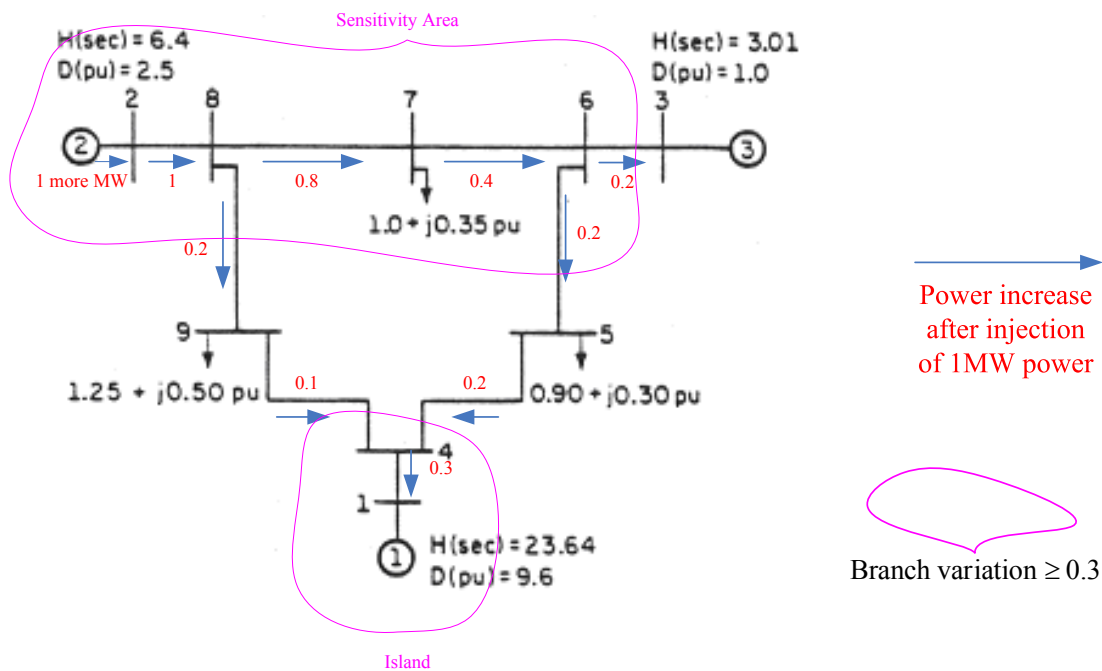 Sensitivity Area
H(sec) = 6.4
D(pu) = 2.5
H(sec) = 3.01
D(pu) = 1.0
2
8
7
6
3
2
3
1 more MW
1
0.8
0.4
0.2
1.0 + j0.35 pu
0.2
0.2
Power increase
after injection
of 1MW power
9
5
1.25 + j0.50 pu
0.1
0.2
0.90 + j0.30 pu
4
0.3
1
1
H(sec) = 23.64
D(pu) = 9.6
Branch variation ≥ 0.3
Island